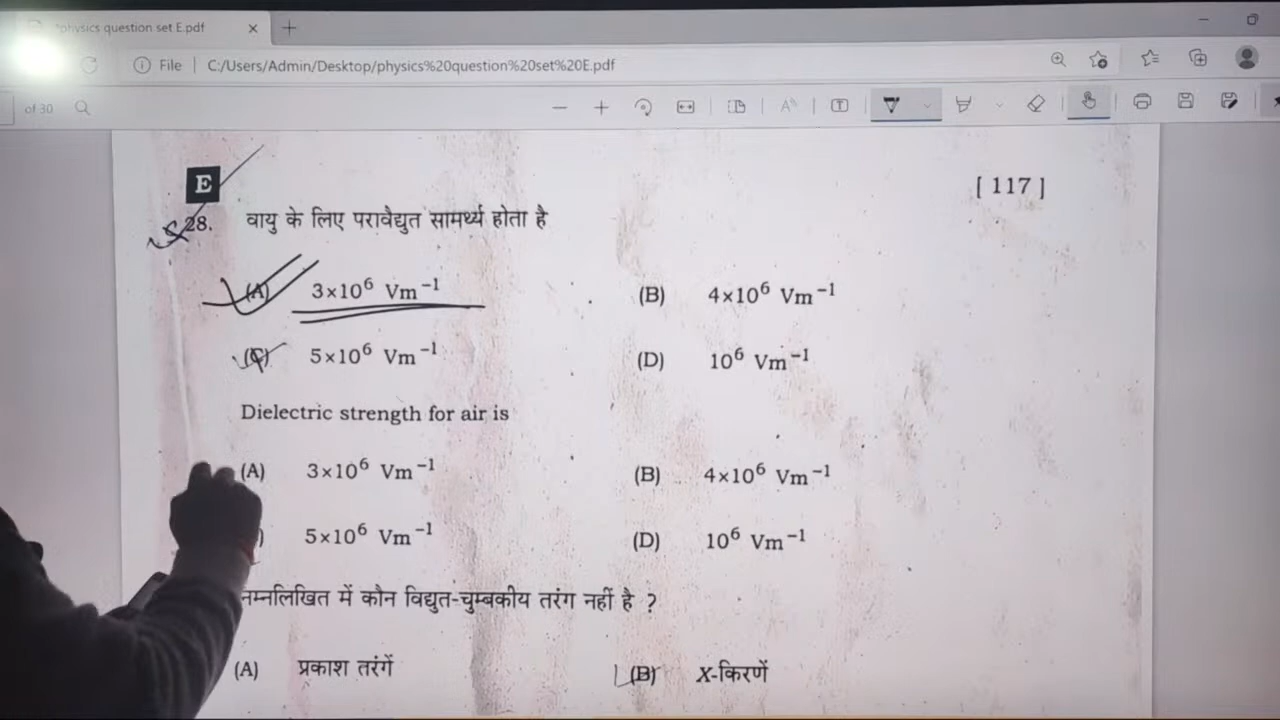 physics question set E.pdf
File | C:/Users/Admin/Desktop/physics%20question%20set%20E.pdf
of 30
E
[ 117 ]
28. वायु के लिए परावैद्युत सामर्थ्य होता है
(A) 3×10⁶ Vm⁻¹ (B) 4×10⁶ Vm⁻¹
(C) 5×10⁶ Vm⁻¹ (D) 10⁶ Vm⁻¹
Dielectric strength for air is
(A) 3×10⁶ Vm⁻¹ (B) 4×10⁶ Vm⁻¹
5×10⁶ Vm⁻¹ (D) 10⁶ Vm⁻¹
में कौन विद्युत-चुम्बकीय तरंग नहीं है ?
(A) प्रकाश तरंगें (B) X-किरणें